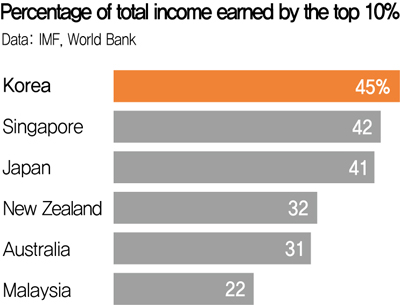 Percentage of total income earned by the top 10%
Data: IMF, World Bank
Korea 45%
Singapore 42
Japan 41
New Zealand 32
Australia 31
Malaysia 22